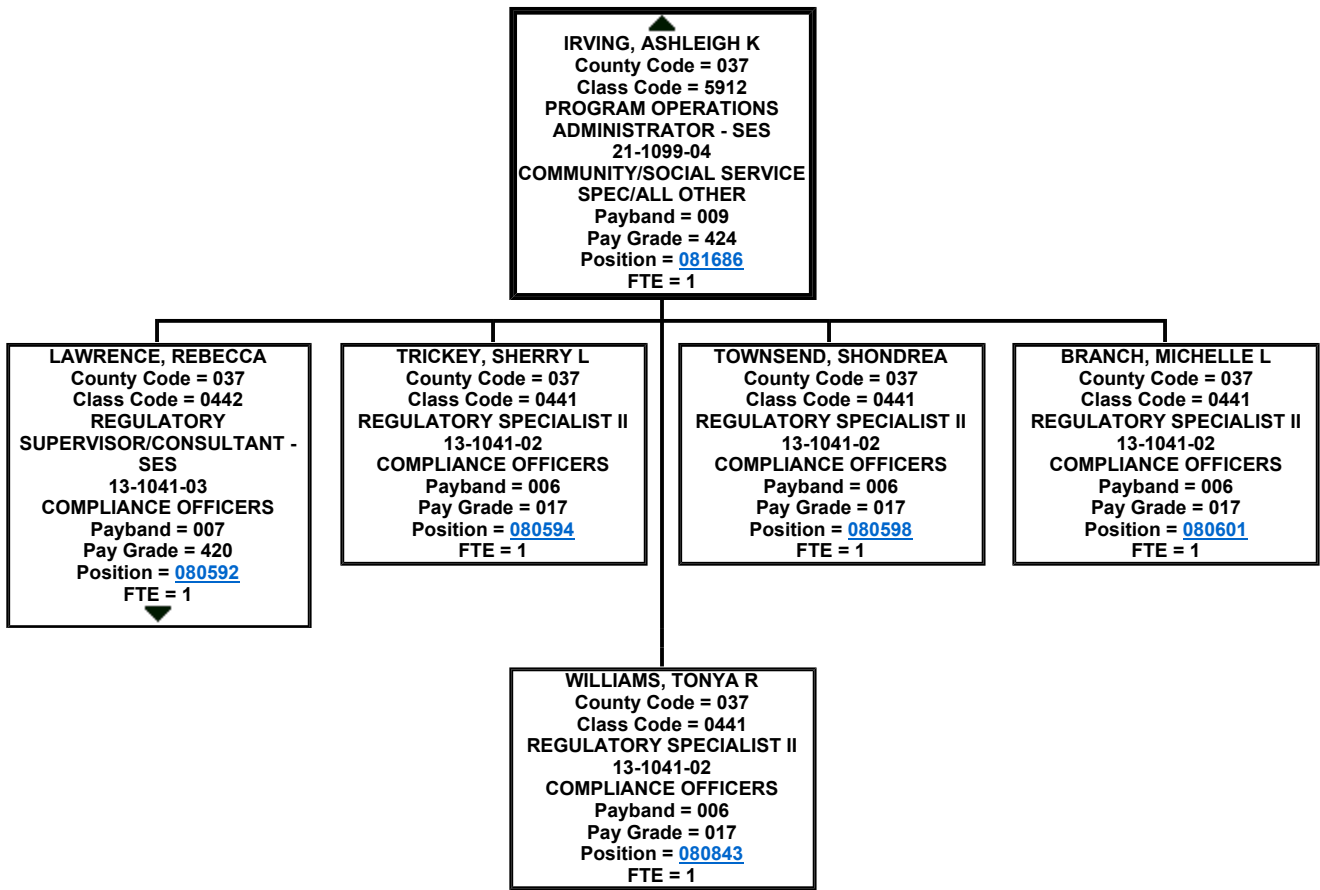 IRVING, ASHLEIGH K
County Code = 037
Class Code = 5912
PROGRAM OPERATIONS
ADMINISTRATOR - SES
21-1099-04
COMMUNITY/SOCIAL SERVICE
SPEC/ALL OTHER
Payband = 009
Pay Grade = 424
Position = 081686
FTE = 1
LAWRENCE, REBECCA
County Code = 037
Class Code = 0442
REGULATORY
SUPERVISOR/CONSULTANT -
SES
13-1041-03
COMPLIANCE OFFICERS
Payband = 007
Pay Grade = 420
Position = 080592
FTE = 1
TRICKEY, SHERRY L
County Code = 037
Class Code = 0441
REGULATORY SPECIALIST II
13-1041-02
COMPLIANCE OFFICERS
Payband = 006
Pay Grade = 017
Position = 080594
FTE = 1
TOWNSEND, SHONDREA
County Code = 037
Class Code = 0441
REGULATORY SPECIALIST II
13-1041-02
COMPLIANCE OFFICERS
Payband = 006
Pay Grade = 017
Position = 080598
FTE = 1
BRANCH, MICHELLE L
County Code = 037
Class Code = 0441
REGULATORY SPECIALIST II
13-1041-02
COMPLIANCE OFFICERS
Payband = 006
Pay Grade = 017
Position = 080601
FTE = 1
WILLIAMS, TONYA R
County Code = 037
Class Code = 0441
REGULATORY SPECIALIST II
13-1041-02
COMPLIANCE OFFICERS
Payband = 006
Pay Grade = 017
Position = 080843
FTE = 1